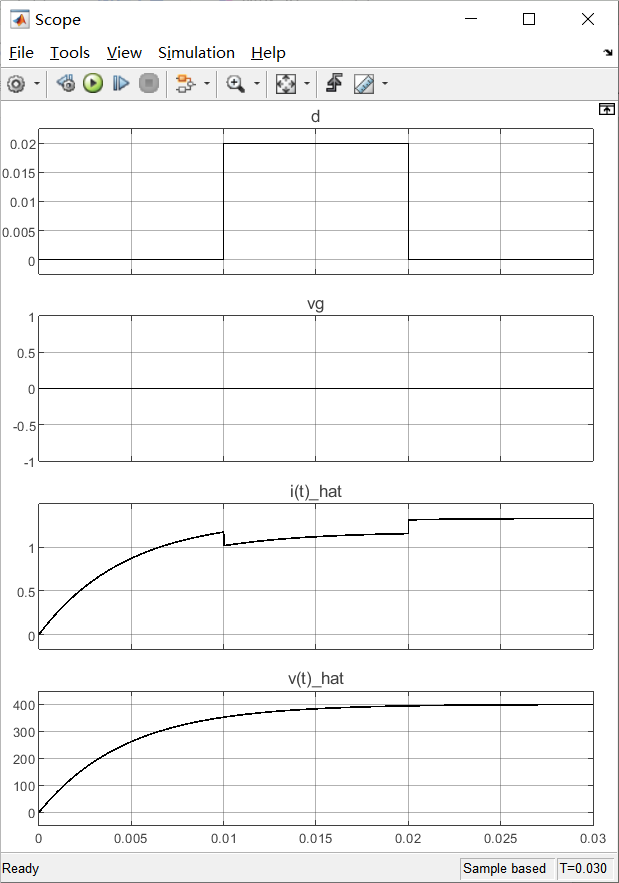 Scope
File Tools View Simulation Help
d
0.02
0.015
0.01
0.005
0
vg
1
0.5
0
-0.5
-1
i(t)_hat
1
0.5
0
v(t)_hat
400
300
200
100
0
0 0.005 0.01 0.015 0.02 0.025 0.03
Ready Sample based T=0.030